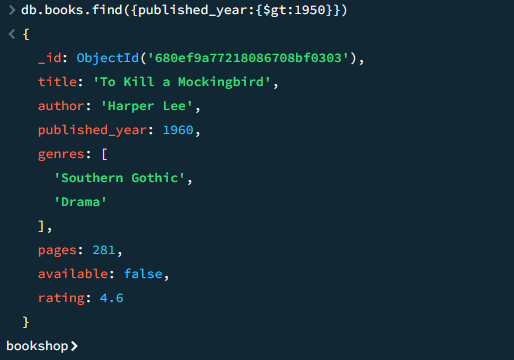 > db.books.find({published_year:{$gt:1950}})
< {
_id: ObjectId('680ef9a77218086708bf0303'),
title: 'To Kill a Mockingbird',
author: 'Harper Lee',
published_year: 1960,
genres: [
'Southern Gothic',
'Drama'
],
pages: 281,
available: false,
rating: 4.6
}
bookshop>